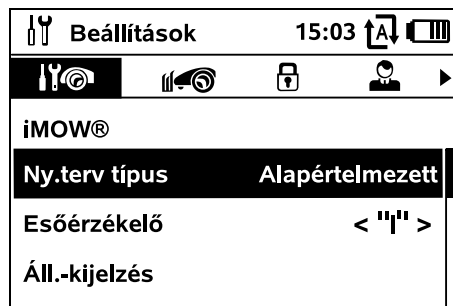 Beállítások 15:03 A
iMOW®
Ny.terv típus Alapértelmezett
Esőérzékelő < "|" >
Áll.-kijelzés